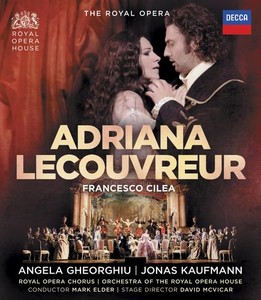 THE ROYAL OPERA
ROYAL
OPERA
HOUSE
DECCA
ADRIANA
LECOUVREUR
FRANCESCO CILEA
ANGELA GHEORGHIU | JONAS KAUFMANN
ROYAL OPERA CHORUS | ORCHESTRA OF THE ROYAL OPERA HOUSE
CONDUCTOR MARK ELDER | STAGE DIRECTOR DAVID MCVICAR